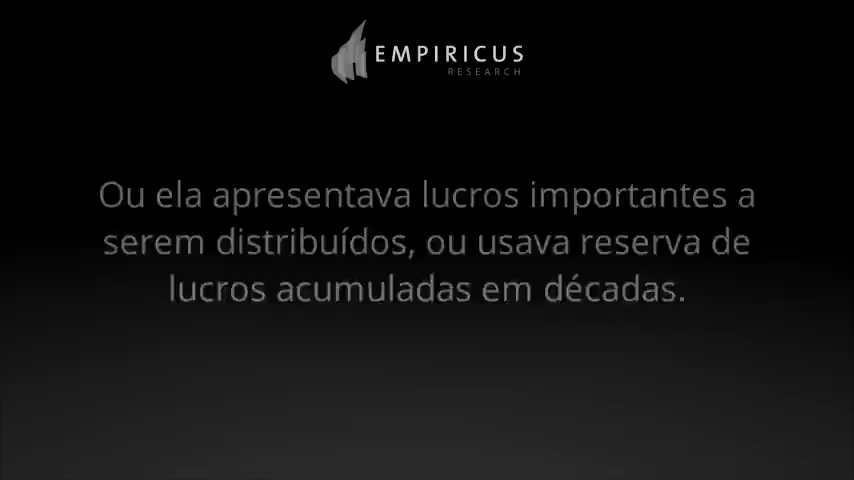 EMPIRICUS
RESEARCH
Ou ela apresentava lucros importantes a
serem distribuídos, ou usava reserva de
lucros acumuladas em décadas.